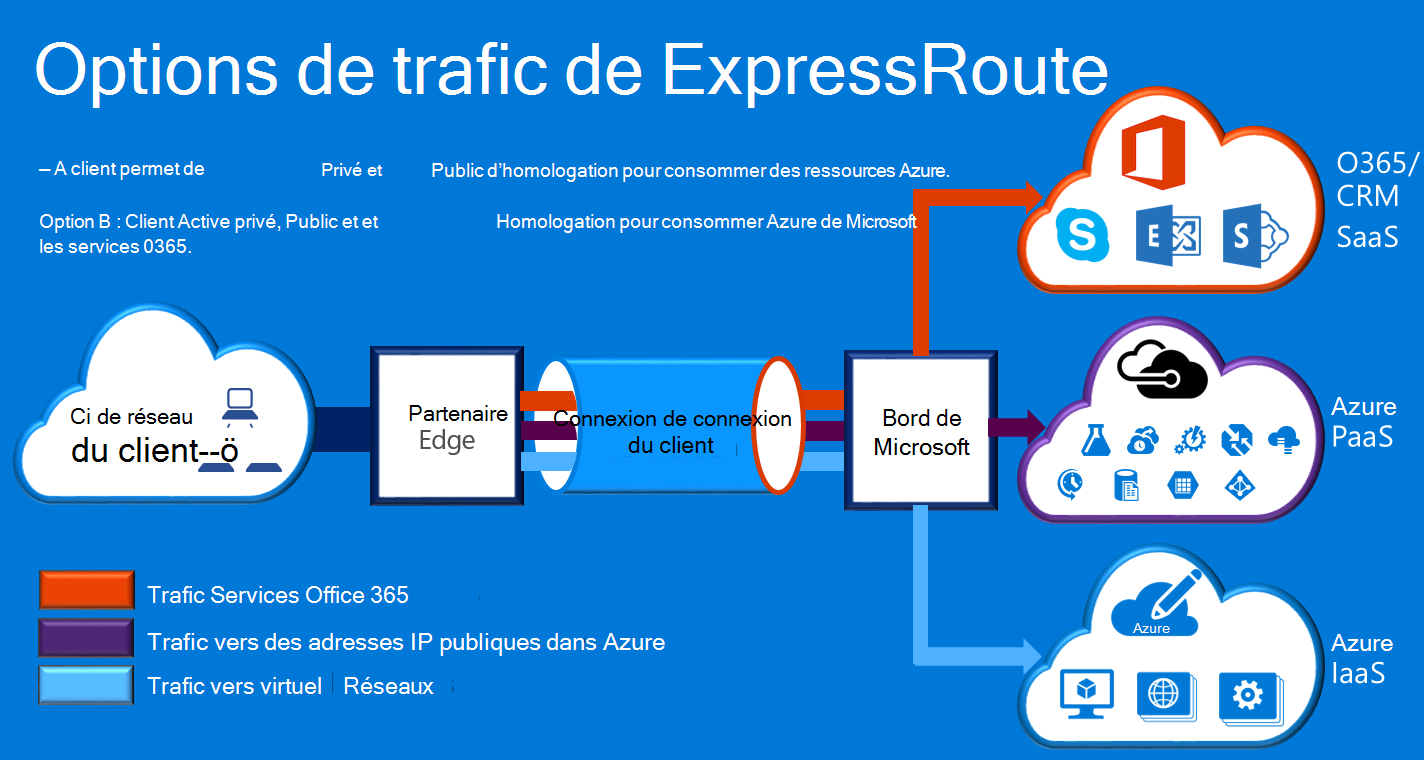 Options de trafic de ExpressRoute
– A client permet de Privé et Public d’homologation pour consommer des ressources Azure.
Option B : Client Active privé, Public et et Homologation pour consommer Azure de Microsoft
les services 0365.
O365/
CRM
SaaS
Ci de réseau
du client--ö
Partenaire
Edge
Connexion de connexion
du client
Bord de
Microsoft
Azure
PaaS
Azure
Azure
IaaS
Trafic Services Office 365
Trafic vers des adresses IP publiques dans Azure
Trafic vers virtuel Réseaux
S
E
S